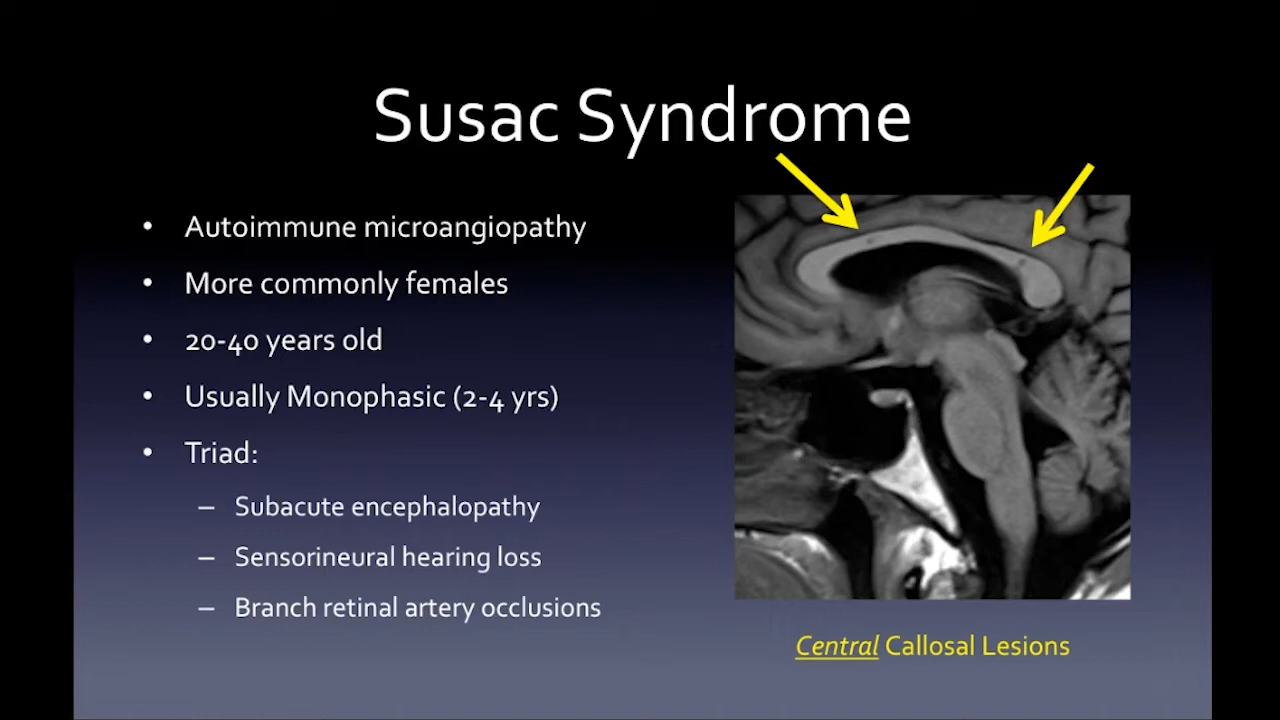 Susac Syndrome
• Autoimmune microangiopathy
• More commonly females
• 20-40 years old
• Usually Monophasic (2-4 yrs)
• Triad:
– Subacute encephalopathy
– Sensorineural hearing loss
– Branch retinal artery occlusions
Central Callosal Lesions